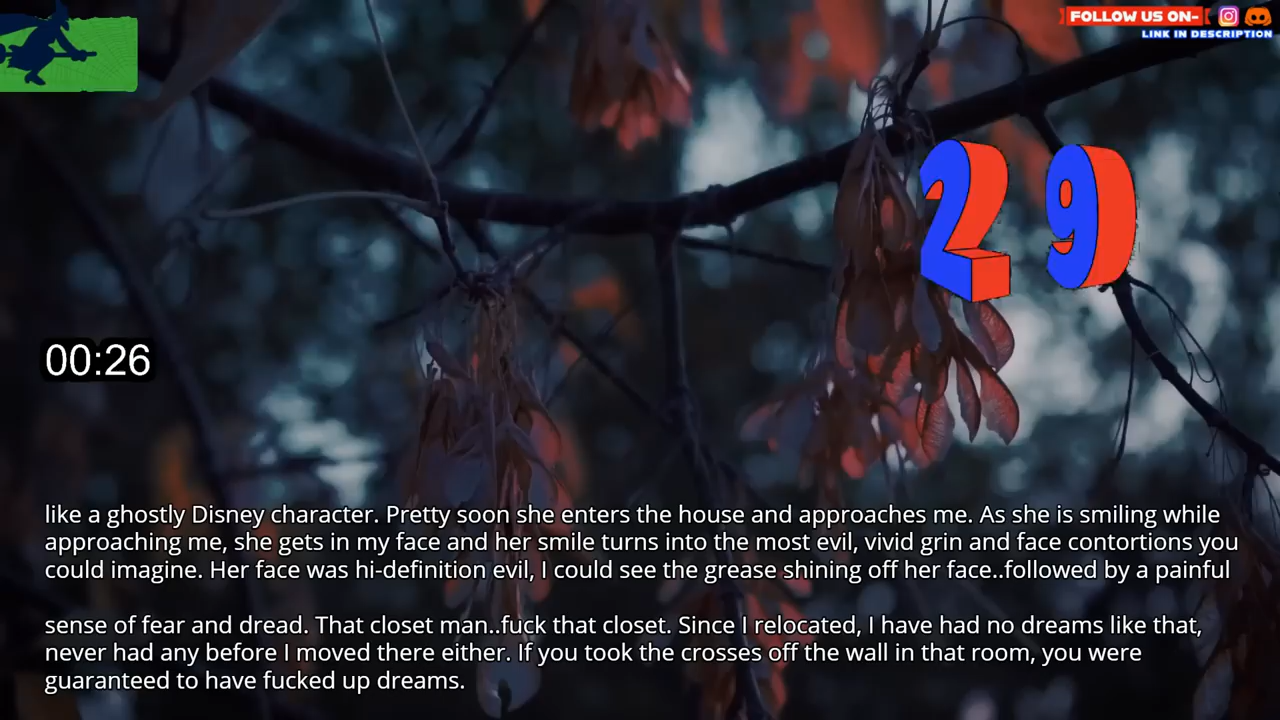 FOLLOW US ON-
LINK IN DESCRIPTION
29
00:26
like a ghostly Disney character. Pretty soon she enters the house and approaches me. As she is smiling while
approaching me, she gets in my face and her smile turns into the most evil, vivid grin and face contortions you
could imagine. Her face was hi-definition evil, I could see the grease shining off her face..followed by a painful
sense of fear and dread. That closet man..fuck that closet. Since I relocated, I have had no dreams like that,
never had any before I moved there either. If you took the crosses off the wall in that room, you were
guaranteed to have fucked up dreams.